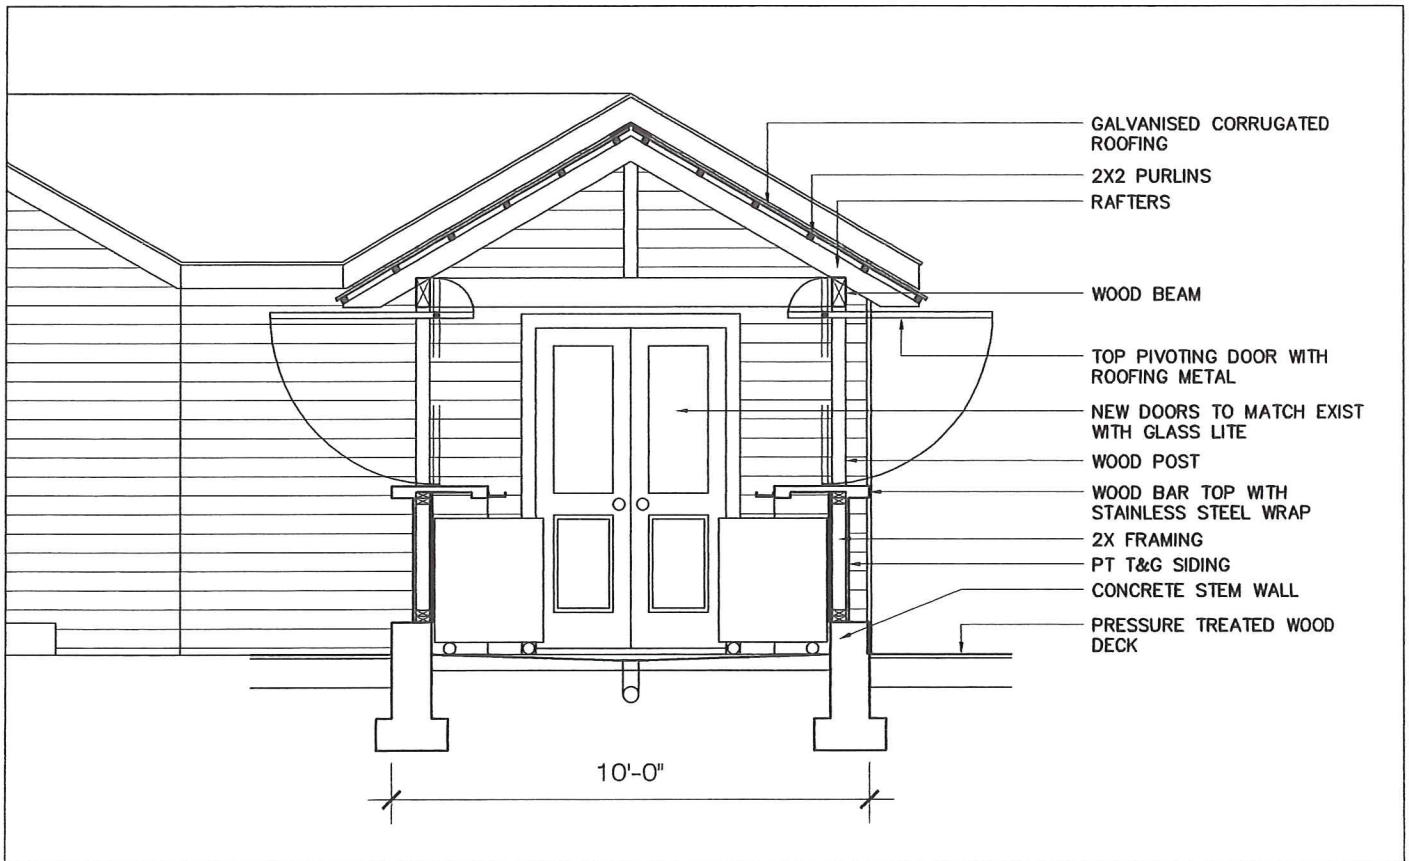 GALVANISED CORRUGATED
ROOFING
2X2 PURLINS
RAFTERS
WOOD BEAM
TOP PIVOTING DOOR WITH
ROOFING METAL
NEW DOORS TO MATCH EXIST
WITH GLASS LITE
WOOD POST
WOOD BAR TOP WITH
STAINLESS STEEL WRAP
2X FRAMING
PT T&G SIDING
CONCRETE STEM WALL
PRESSURE TREATED WOOD
DECK
10'-0"